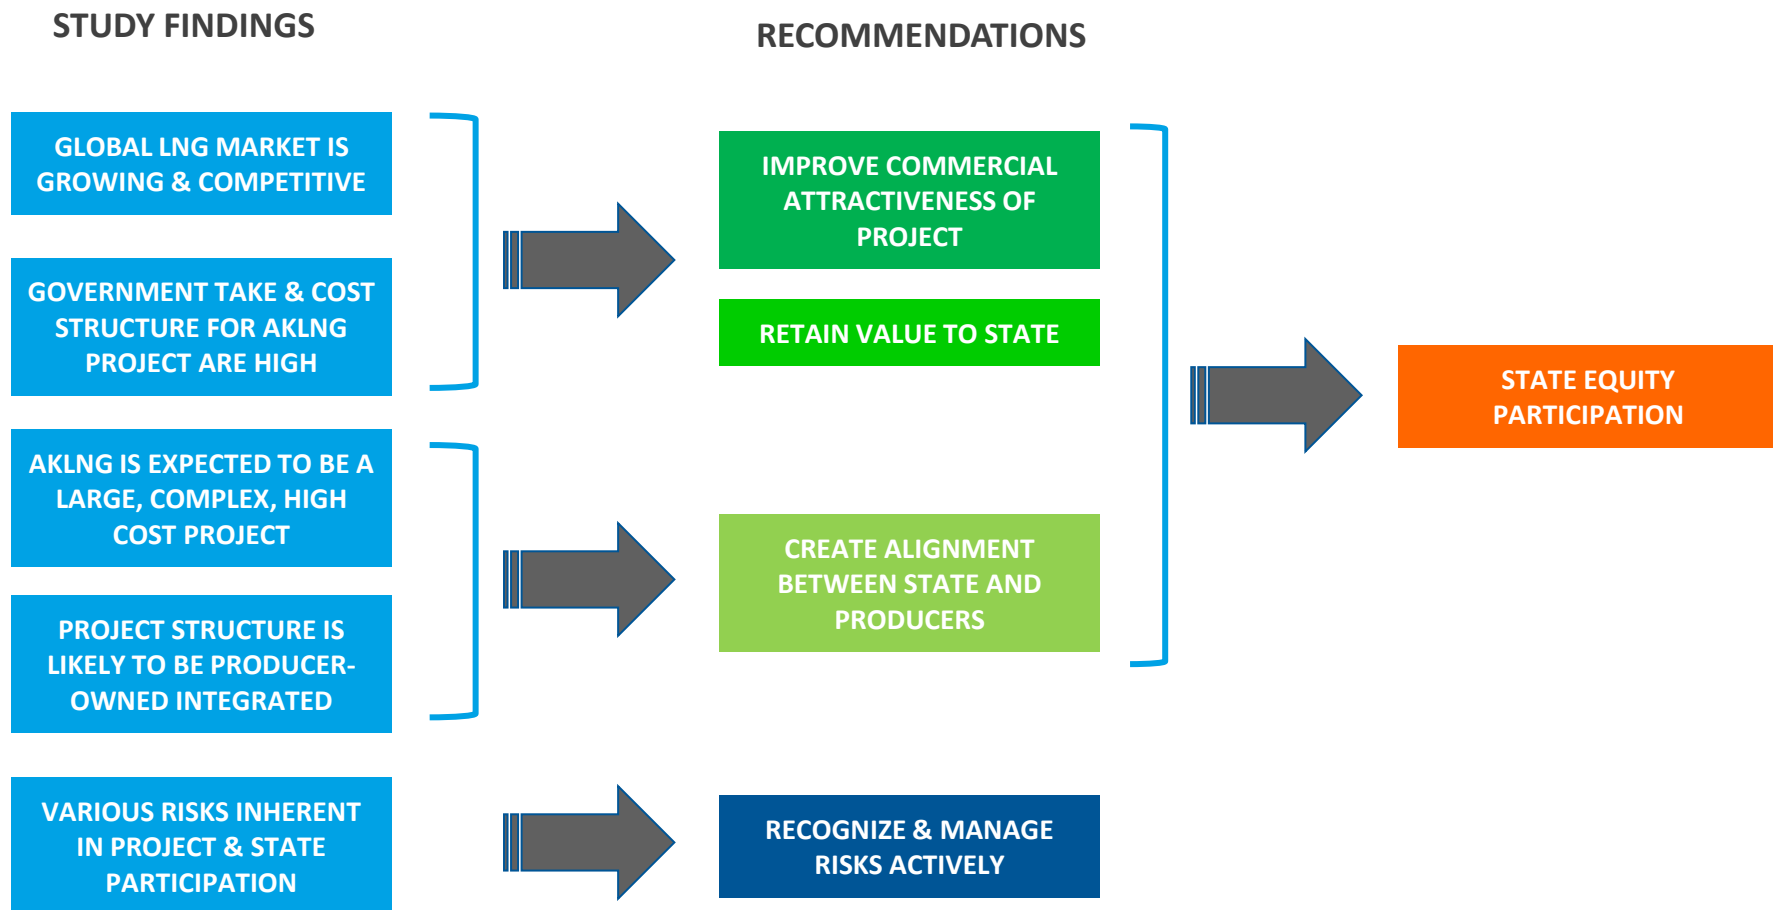 STUDY FINDINGS
RECOMMENDATIONS
GLOBAL LNG MARKET IS
GROWING & COMPETITIVE
GOVERNMENT TAKE & COST
STRUCTURE FOR AKLNG
PROJECT ARE HIGH
AKLNG IS EXPECTED TO BE A
LARGE, COMPLEX, HIGH
COST PROJECT
PROJECT STRUCTURE IS
LIKELY TO BE PRODUCER-
OWNED INTEGRATED
VARIOUS RISKS INHERENT
IN PROJECT & STATE
PARTICIPATION
IMPROVE COMMERCIAL
ATTRACTIVENESS OF
PROJECT
RETAIN VALUE TO STATE
CREATE ALIGNMENT
BETWEEN STATE AND
PRODUCERS
RECOGNIZE & MANAGE
RISKS ACTIVELY
STATE EQUITY
PARTICIPATION